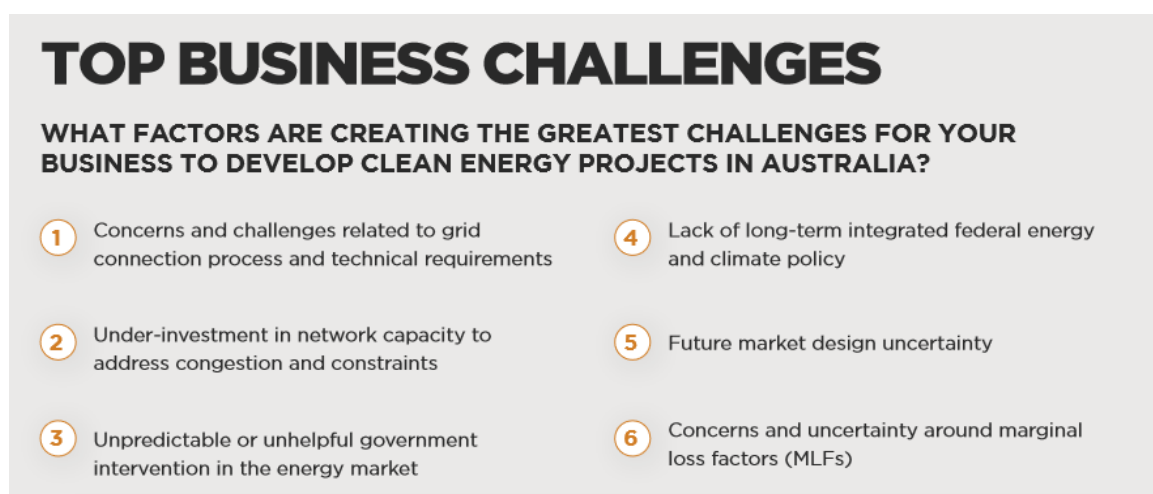 TOP BUSINESS CHALLENGES
WHAT FACTORS ARE CREATING THE GREATEST CHALLENGES FOR YOUR
BUSINESS TO DEVELOP CLEAN ENERGY PROJECTS IN AUSTRALIA?
1
Concerns and challenges related to grid
connection process and technical requirements
2
Under-investment in network capacity to
address congestion and constraints
3
Unpredictable or unhelpful government
intervention in the energy market
4
Lack of long-term integrated federal energy
and climate policy
5
Future market design uncertainty
6
Concerns and uncertainty around marginal
loss factors (MLFs)